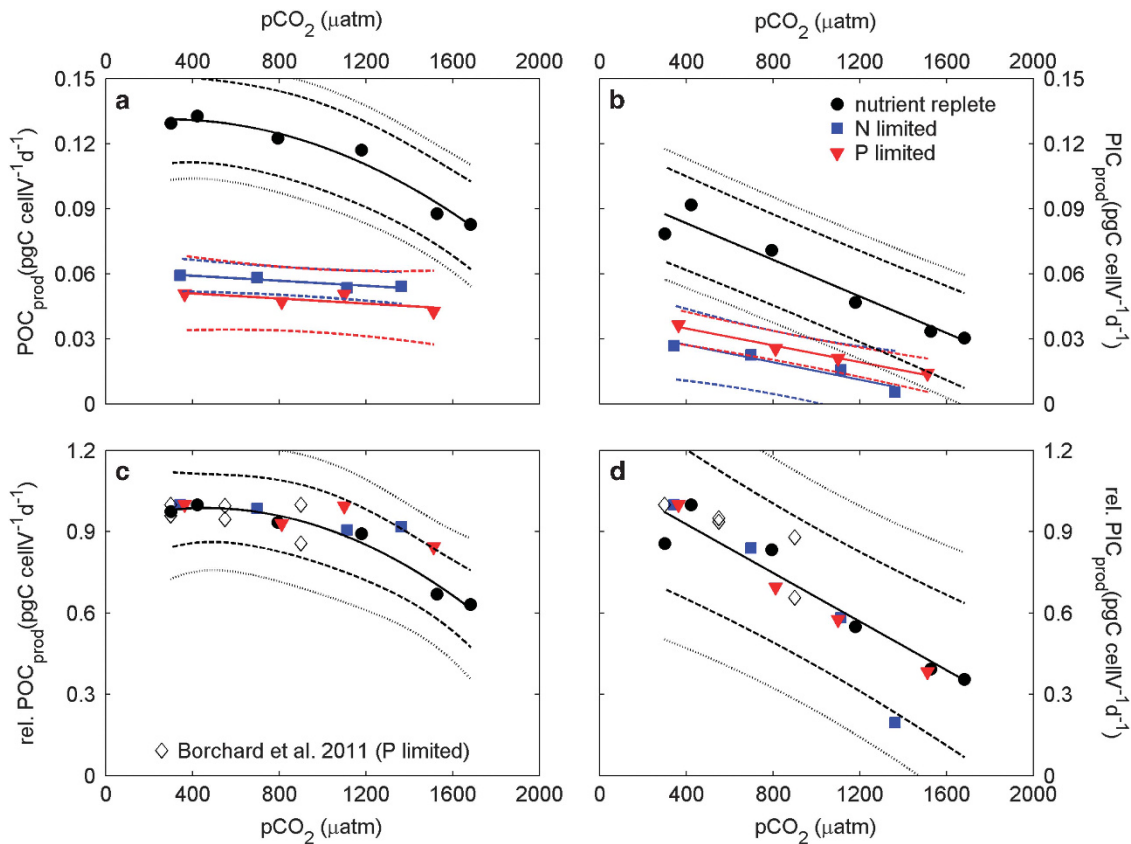 pCO2 (μatm)
pCO2 (μatm)
0 400 800 1200 1600 2000
0 400 800 1200 1600 2000
a
b
0.15
0.12
0.09
0.06
0.03
0
POCprod(pgC cellV-1d-1)
nutrient replete
N limited
P limited
0.15
0.12
0.09
0.06
0.03
0
PICprod(pgC cellV-1d-1)
c
d
1.2
0.9
0.6
0.3
0
rel. POCprod(pgC cellV-1d-1)
Borchard et al. 2011 (P limited)
1.2
0.9
0.6
0.3
0
rel. PICprod(pgC cellV-1d-1)
0 400 800 1200 1600 2000
0 400 800 1200 1600 2000
pCO2 (μatm)
pCO2 (μatm)